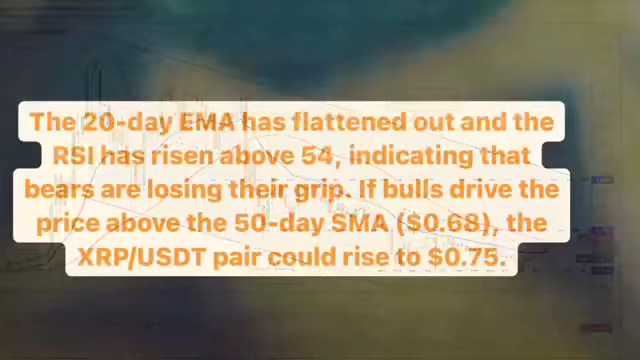 The 20-day EMA has flattened out and the
RSI has risen above 54, indicating that
bears are losing their grip. If bulls drive the
price above the 50-day SMA ($0.68), the
XRP/USDT pair could rise to $0.75.